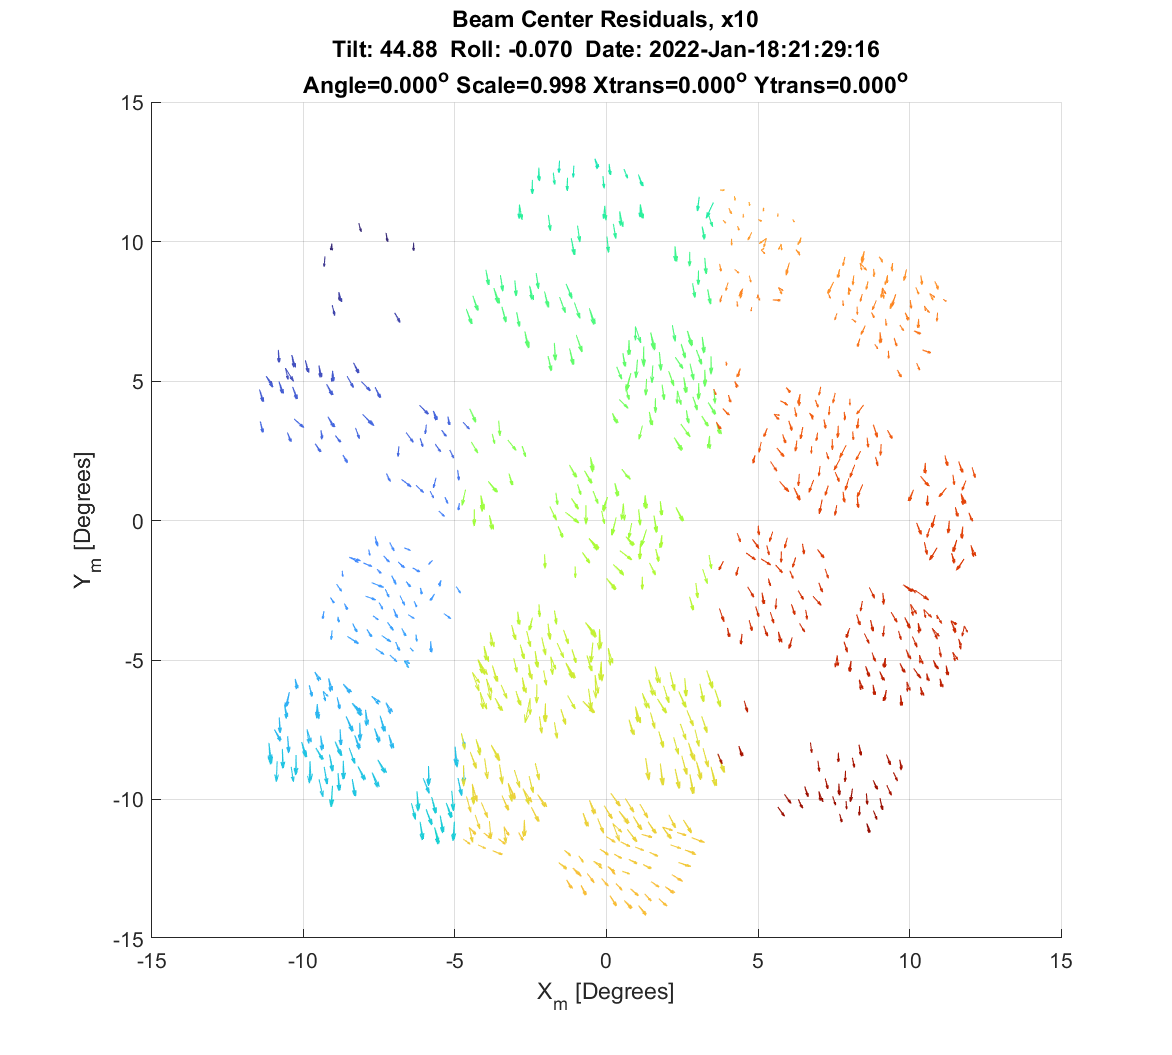 Beam Center Residuals, x10
Tilt: 44.88  Roll: -0.070  Date: 2022-Jan-18:21:29:16
Angle=0.000° Scale=0.998 Xtrans=0.000° Ytrans=0.000°
15
10
5
0
-5
-10
-15
Y_m [Degrees]
-15 -10 -5 0 5 10 15
X_m [Degrees]